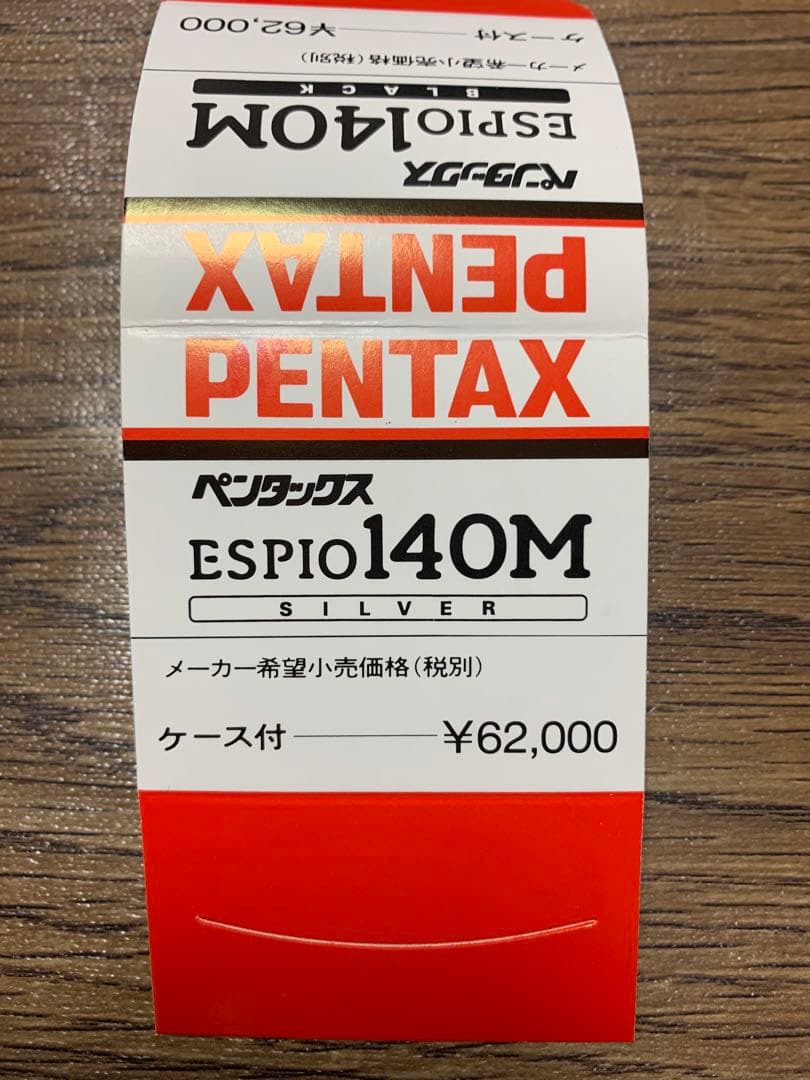 ケース付 ¥62,000
メーカー希望小売価格(税別)
BLACK
ESPIO140M
ペンタックス
PENTAX
PENTAX
ペンタックス
ESPIO140M
SILVER
メーカー希望小売価格(税別)
ケース付 ¥62,000